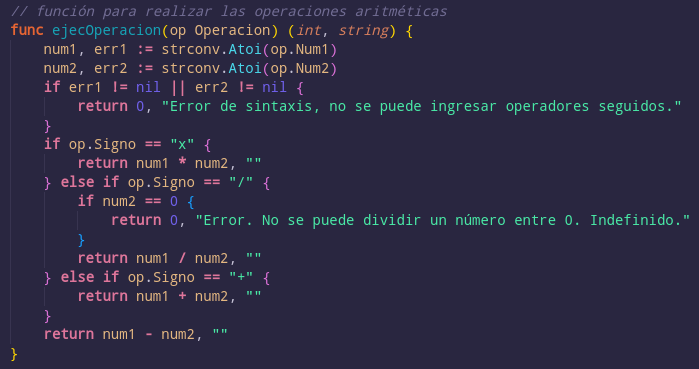 // función para realizar las operaciones aritméticas
func ejecOperacion(op Operacion) (int, string) {
    num1, err1 := strconv.Atoi(op.Num1)
    num2, err2 := strconv.Atoi(op.Num2)
    if err1 != nil || err2 != nil {
        return 0, "Error de sintaxis, no se puede ingresar operadores seguidos."
    }
    if op.Signo == "x" {
        return num1 * num2, ""
    } else if op.Signo == "/" {
        if num2 == 0 {
            return 0, "Error. No se puede dividir un número entre 0. Indefinido."
        }
        return num1 / num2, ""
    } else if op.Signo == "+" {
        return num1 + num2, ""
    }
    return num1 - num2, ""
}